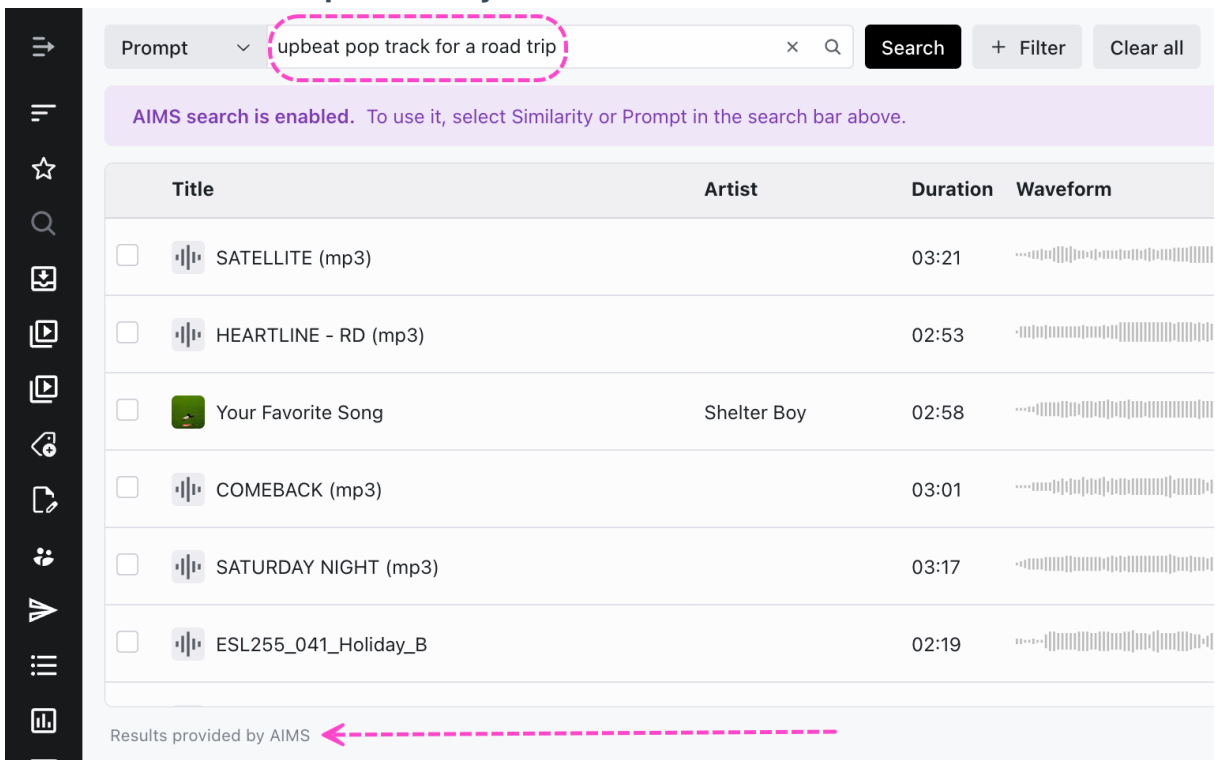 Prompt upbeat pop track for a road trip Search + Filter Clear all
AIMS search is enabled. To use it, select Similarity or Prompt in the search bar above.
Title Artist Duration Waveform
SATELLITE (mp3) 03:21
HEARTLINE - RD (mp3) 02:53
Your Favorite Song Shelter Boy 02:58
COMEBACK (mp3) 03:01
SATURDAY NIGHT (mp3) 03:17
ESL255_041_Holiday_B 02:19
Results provided by AIMS